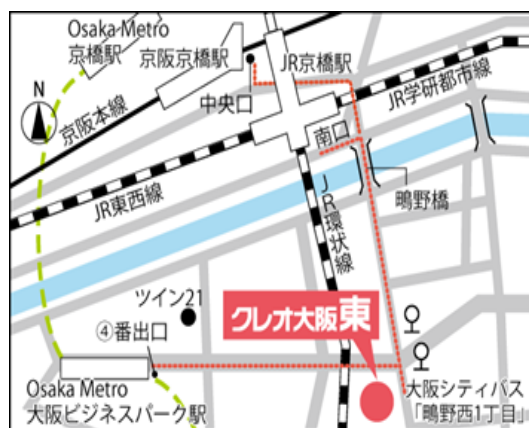 Osaka Metro
京橋駅
京阪京橋駅
JR京橋駅
中央口
N
京阪本線
JR学研都市線
南口
JR東西線
JR環状線
鴫野橋
ツイン21
クレオ大阪東
④番出口
Osaka Metro
大阪ビジネスパーク駅
大阪シティバス
「鴫野西1丁目」